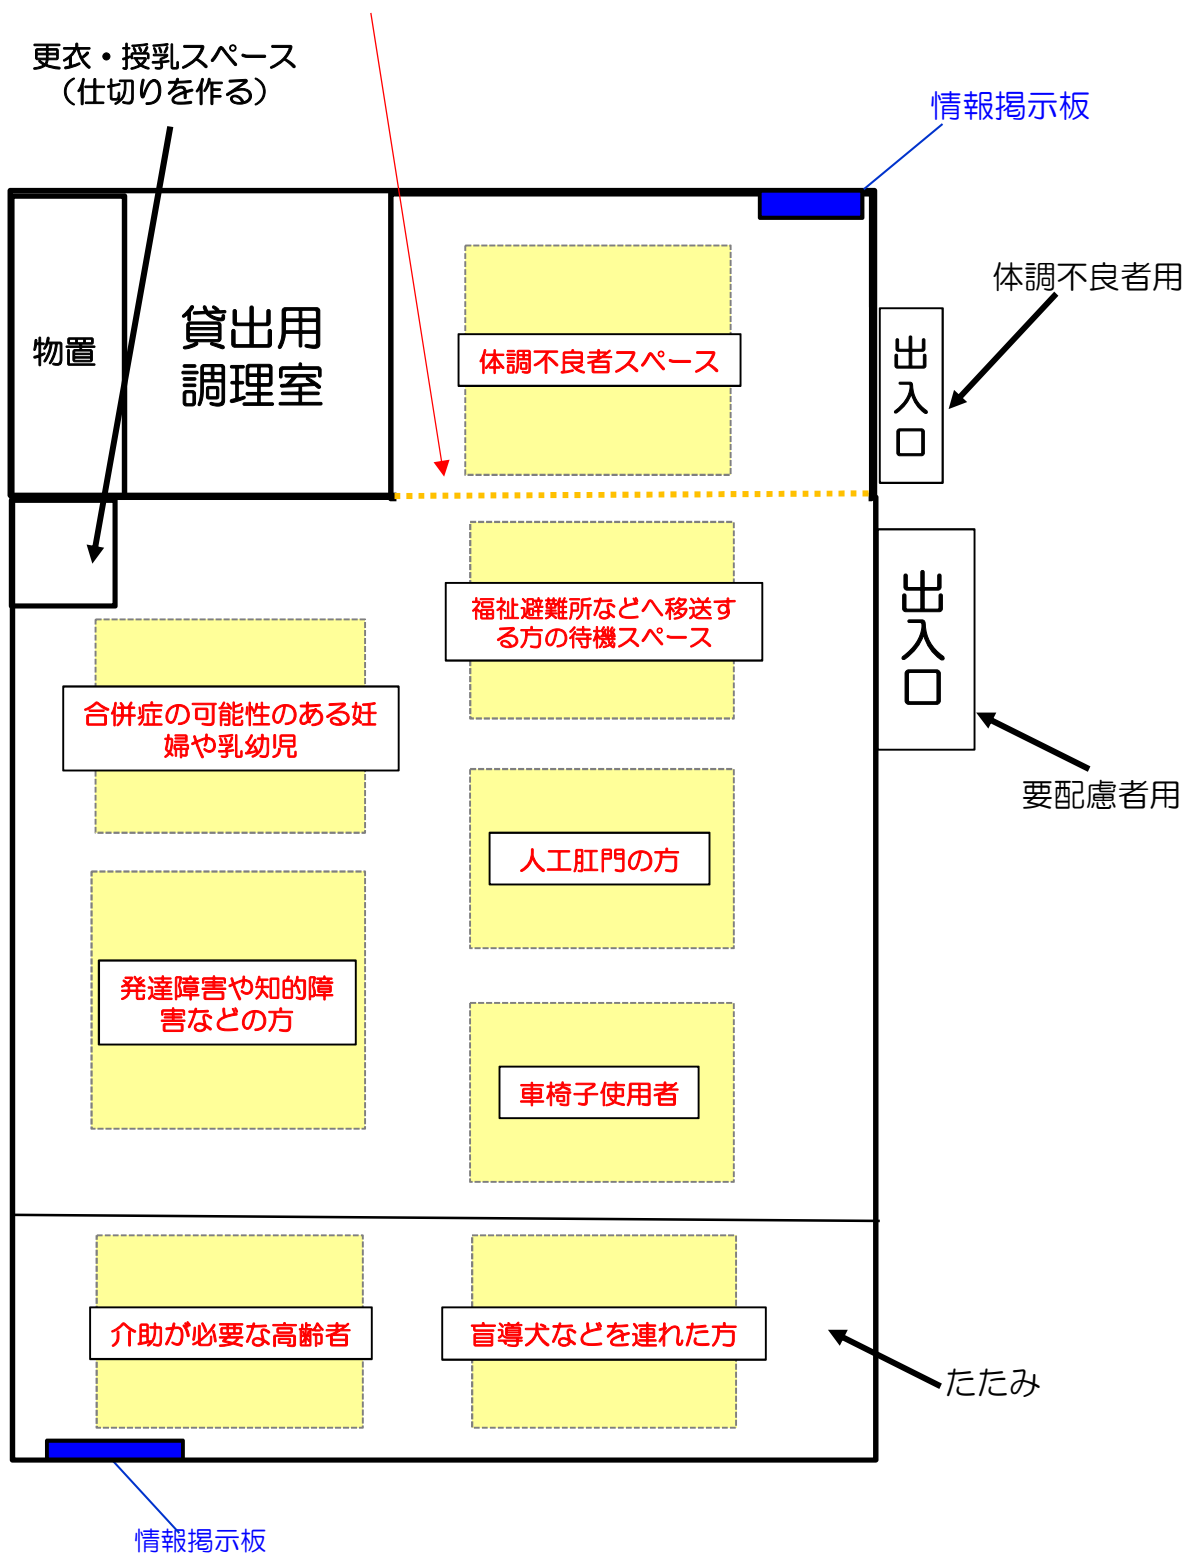 更衣・授乳スペース
（仕切りを作る）
情報掲示板
体調不良者用
物置
貸出用
調理室
体調不良者スペース
出入口
福祉避難所などへ移送す
る方の待機スペース
出入口
合併症の可能性のある妊
婦や乳幼児
要配慮者用
人工肛門の方
発達障害や知的障
害などの方
車椅子使用者
介助が必要な高齢者
盲導犬などを連れた方
たたみ
情報掲示板